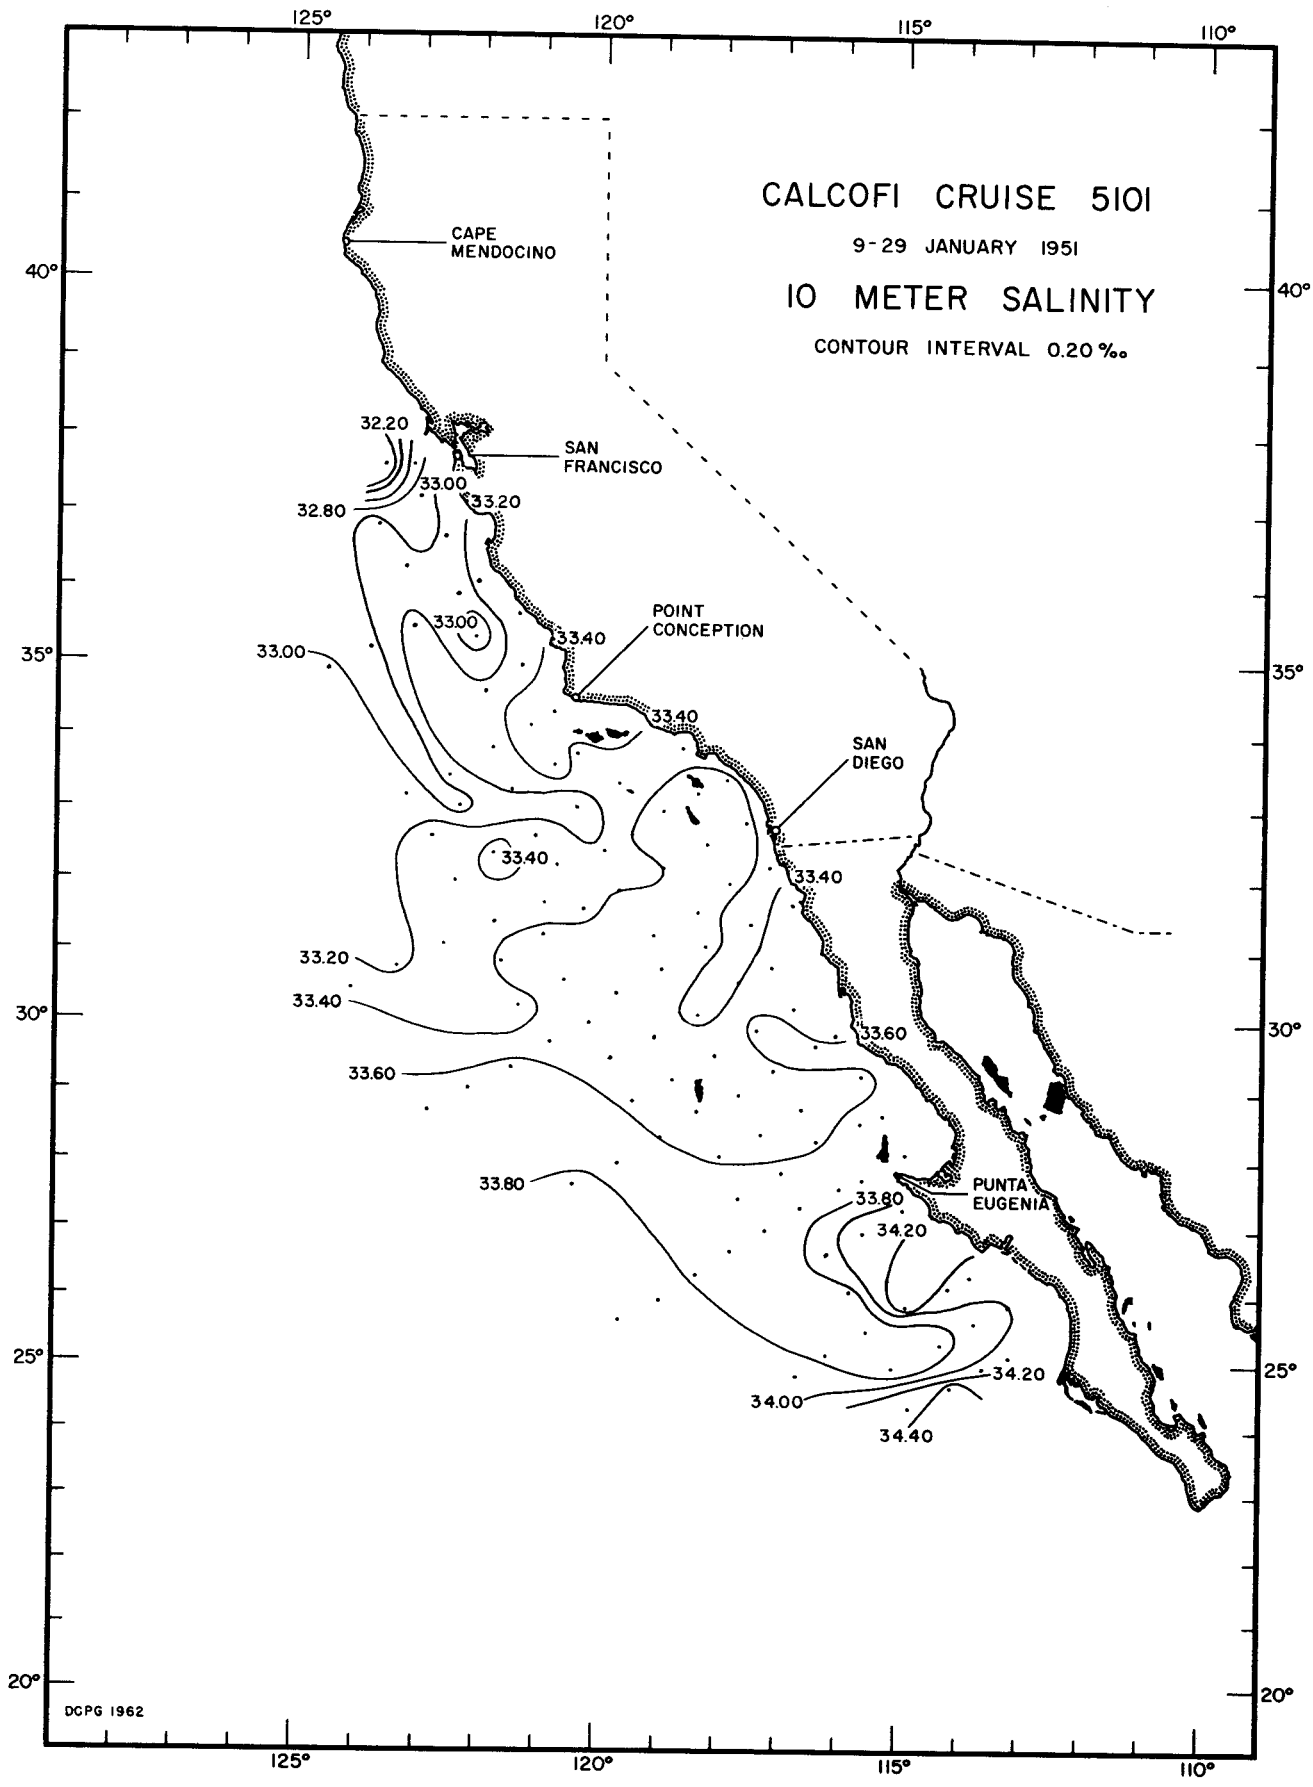 125°
120°
115°
110°
CALCOFI CRUISE 5101
9-29 JANUARY 1951
10 METER SALINITY
CONTOUR INTERVAL 0.20‰
CAPE
MENDOCINO
40°
40°
32.20
SAN
FRANCISCO
33.00
33.20
32.80
POINT
CONCEPTION
33.00
33.40
33.00
35°
35°
33.40
SAN
DIEGO
33.40
33.40
33.20
33.40
30°
30°
33.60
33.60
33.80
PUNTA
EUGENIA
33.80
34.20
25°
25°
34.20
34.00
34.40
20°
20°
DGPG 1962
125°
120°
115°
110°